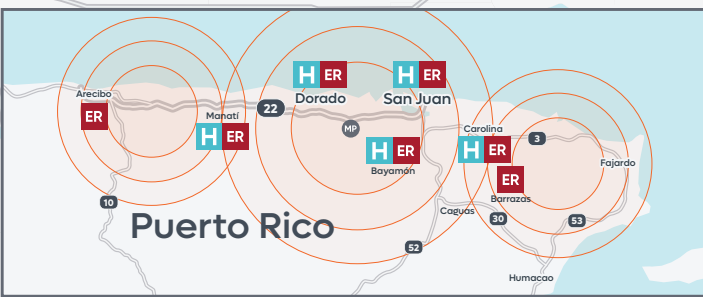 H ER
Dorado
H ER
San Juan
Arecibo
ER
Manatí
H ER
22
MP
H ER
Bayamón
Carolina
H ER
3
Fajardo
ER
Barrazas
10
Puerto Rico
Caguas
30
53
52
Humacao